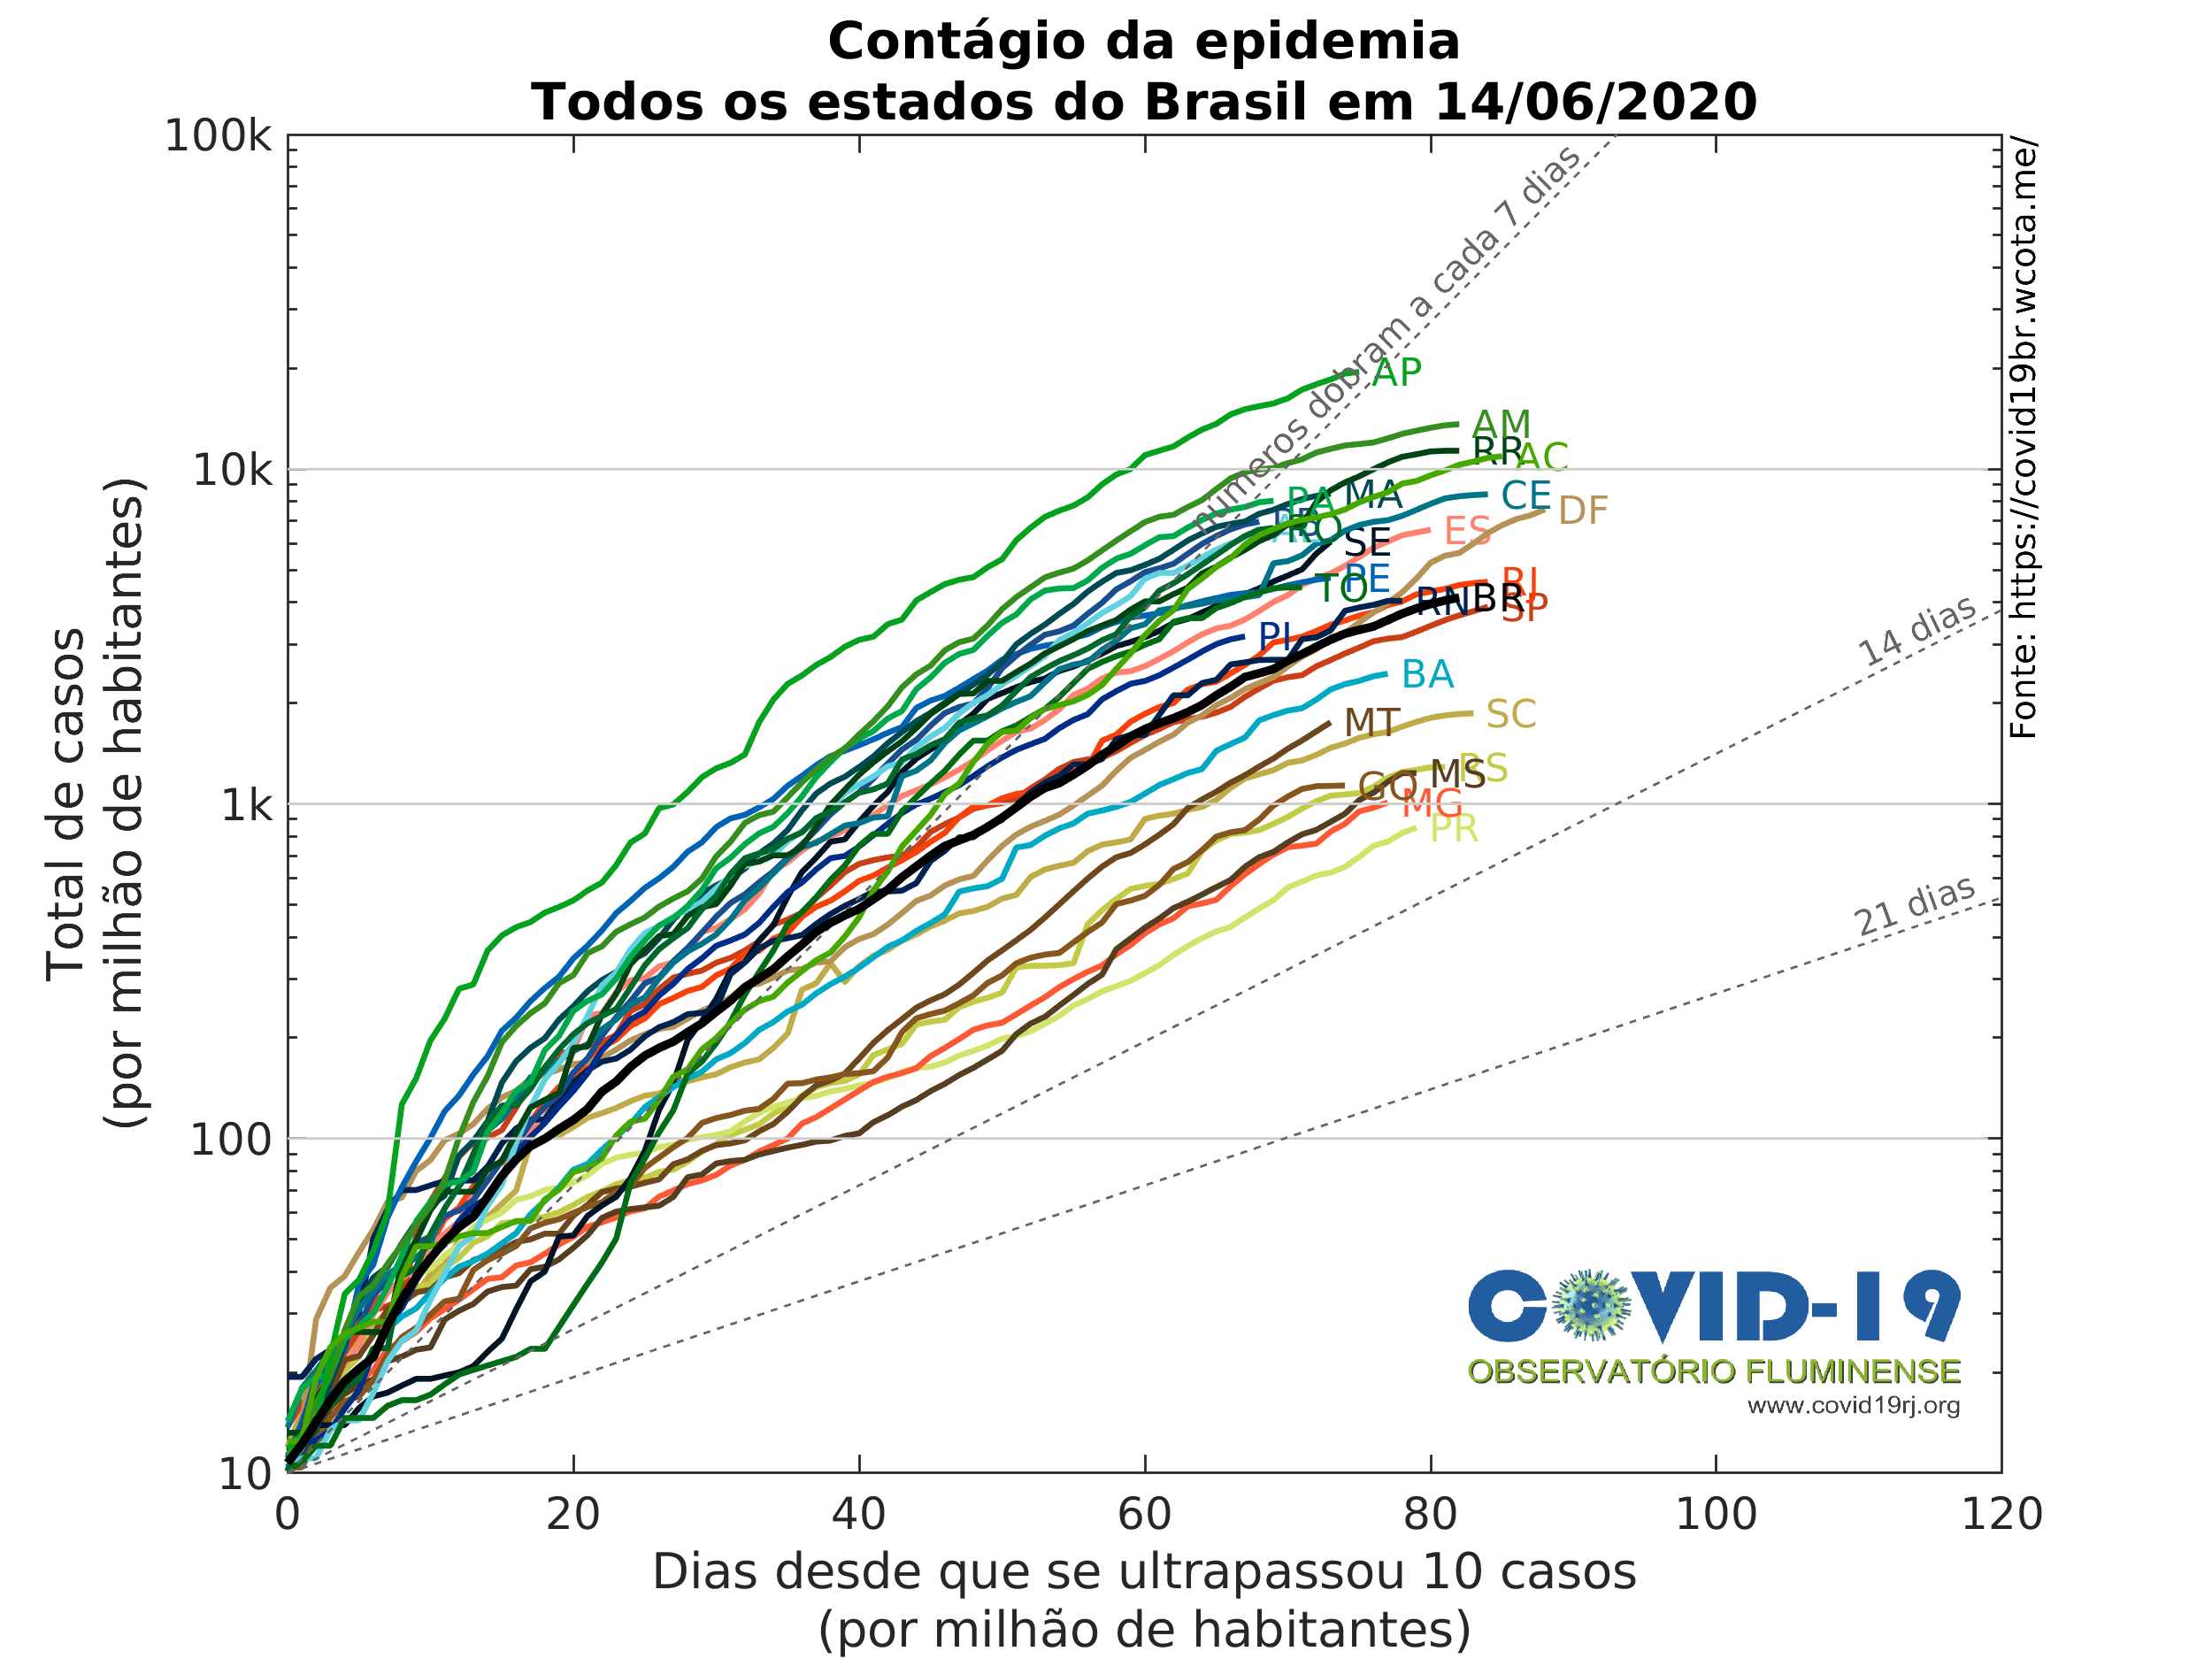 Contágio da epidemia
Todos os estados do Brasil em 14/06/2020
Total de casos
(por milhão de habitantes)
100k
10k
1k
100
10
0 20 40 60 80 100 120
Dias desde que se ultrapassou 10 casos
(por milhão de habitantes)
números dobram a cada 7 dias
14 dias
21 dias
AP
AM
RR
AC
CE
DF
PA
MA
PB
RO
ES
SE
PE
TO
RJ
RN
BR
SP
PI
BA
SC
MT
RS
MS
GO
MG
PR
Fonte: https://covid19br.wcota.me/
COVID-19
OBSERVATÓRIO FLUMINENSE
www.covid19rj.org